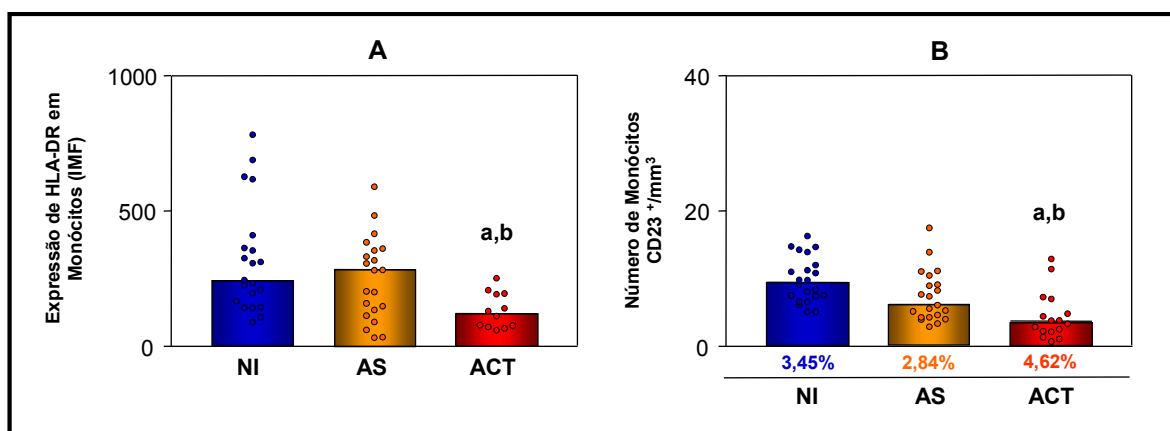 A
Expressão de HLA-DR em
Monócitos (IMF)
1000
500
0
a,b
NI AS ACT
B
Número de Monócitos
CD23 +/mm3
40
20
0
a,b
3,45% 2,84% 4,62%
NI AS ACT